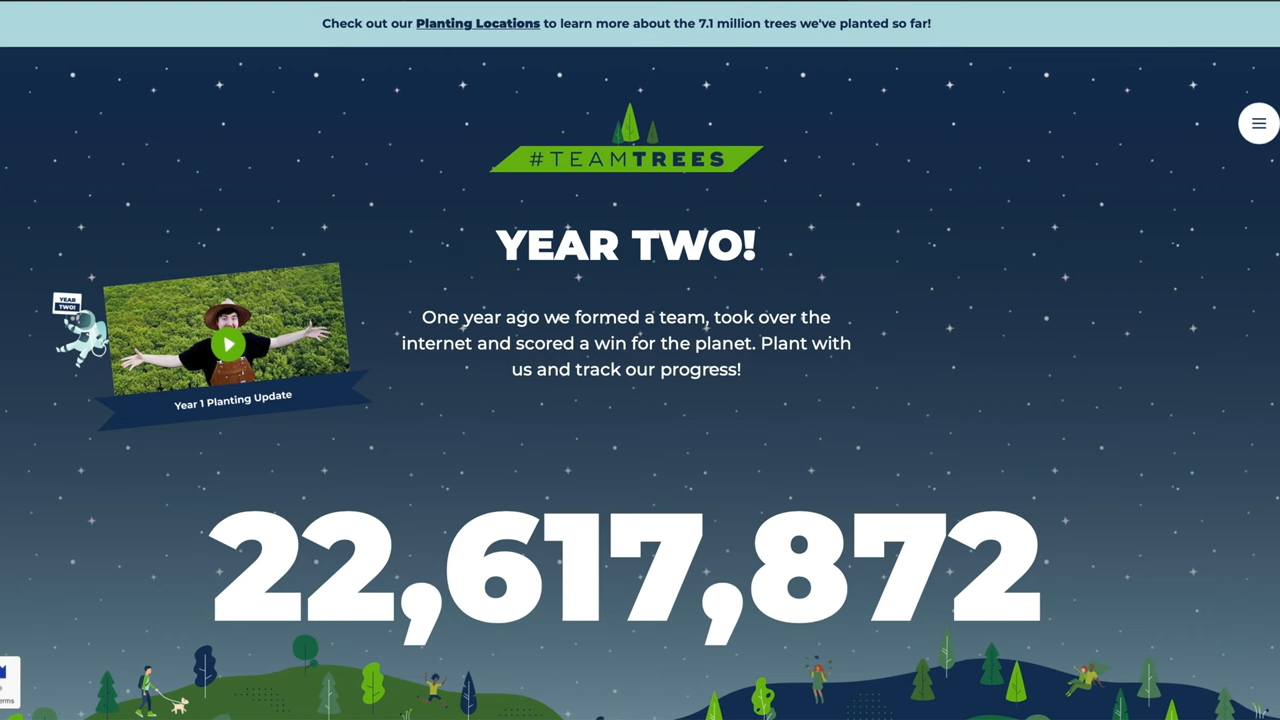 Check out our Planting Locations to learn more about the 7.1 million trees we've planted so far!
#TEAMTREES
YEAR TWO!
YEAR
TWO!
One year ago we formed a team, took over the
internet and scored a win for the planet. Plant with
us and track our progress!
Year 1 Planting Update
22,617,872